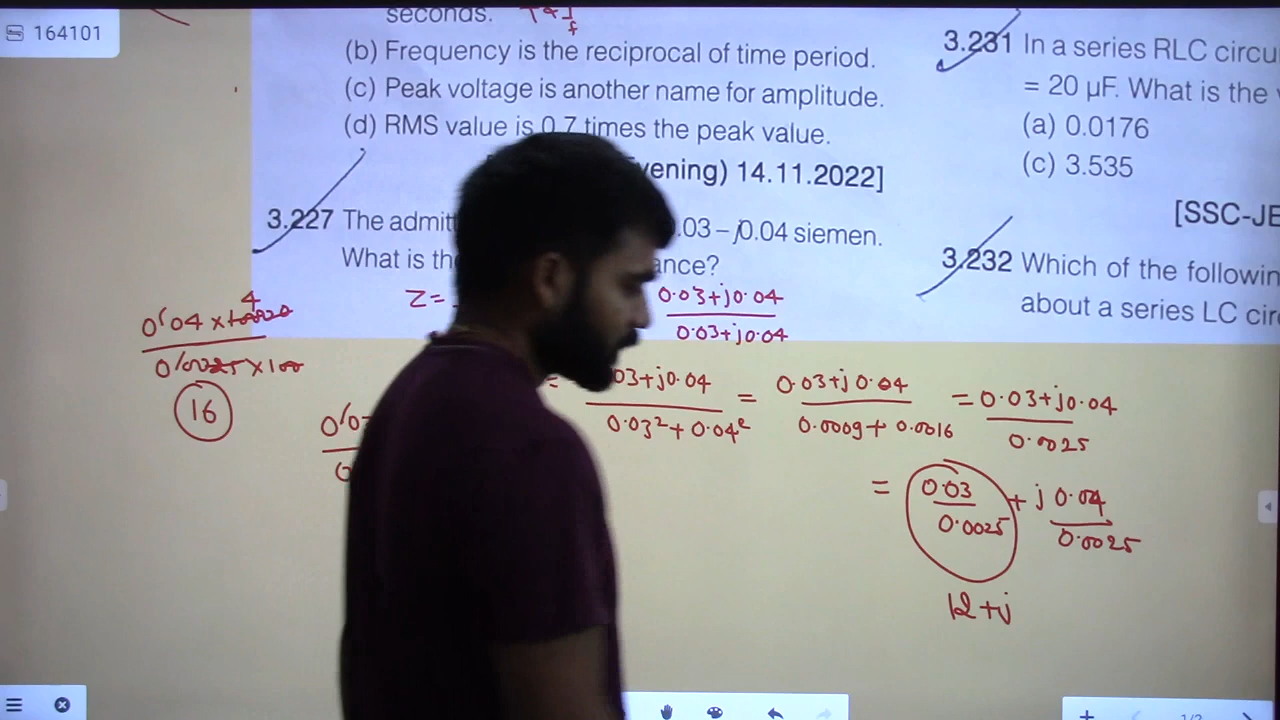 164101
seconds. T
(b) Frequency is the reciprocal of time period.
(c) Peak voltage is another name for amplitude.
(d) RMS value is 0.7 times the peak value.
vening) 14.11.2022]
3.227 The admitt .03 – j0.04 siemen.
What is th ance?
3.231 In a series RLC circu
= 20 µF. What is the
(a) 0.0176
(c) 3.535
[SSC-JE
3.232 Which of the followin
about a series LC cir
Z=
0.03+j0.04
0.03+j0.04
0.04 × 10000
4
0.0025 × 100
16
= 03+j0.04 = 0.03+j0.04 = 0.03+j0.04
0.03² + 0.04² 0.0009+ 0.0016 0.0025
= 0.03 + j 0.04
0.0025 0.0025
12+j